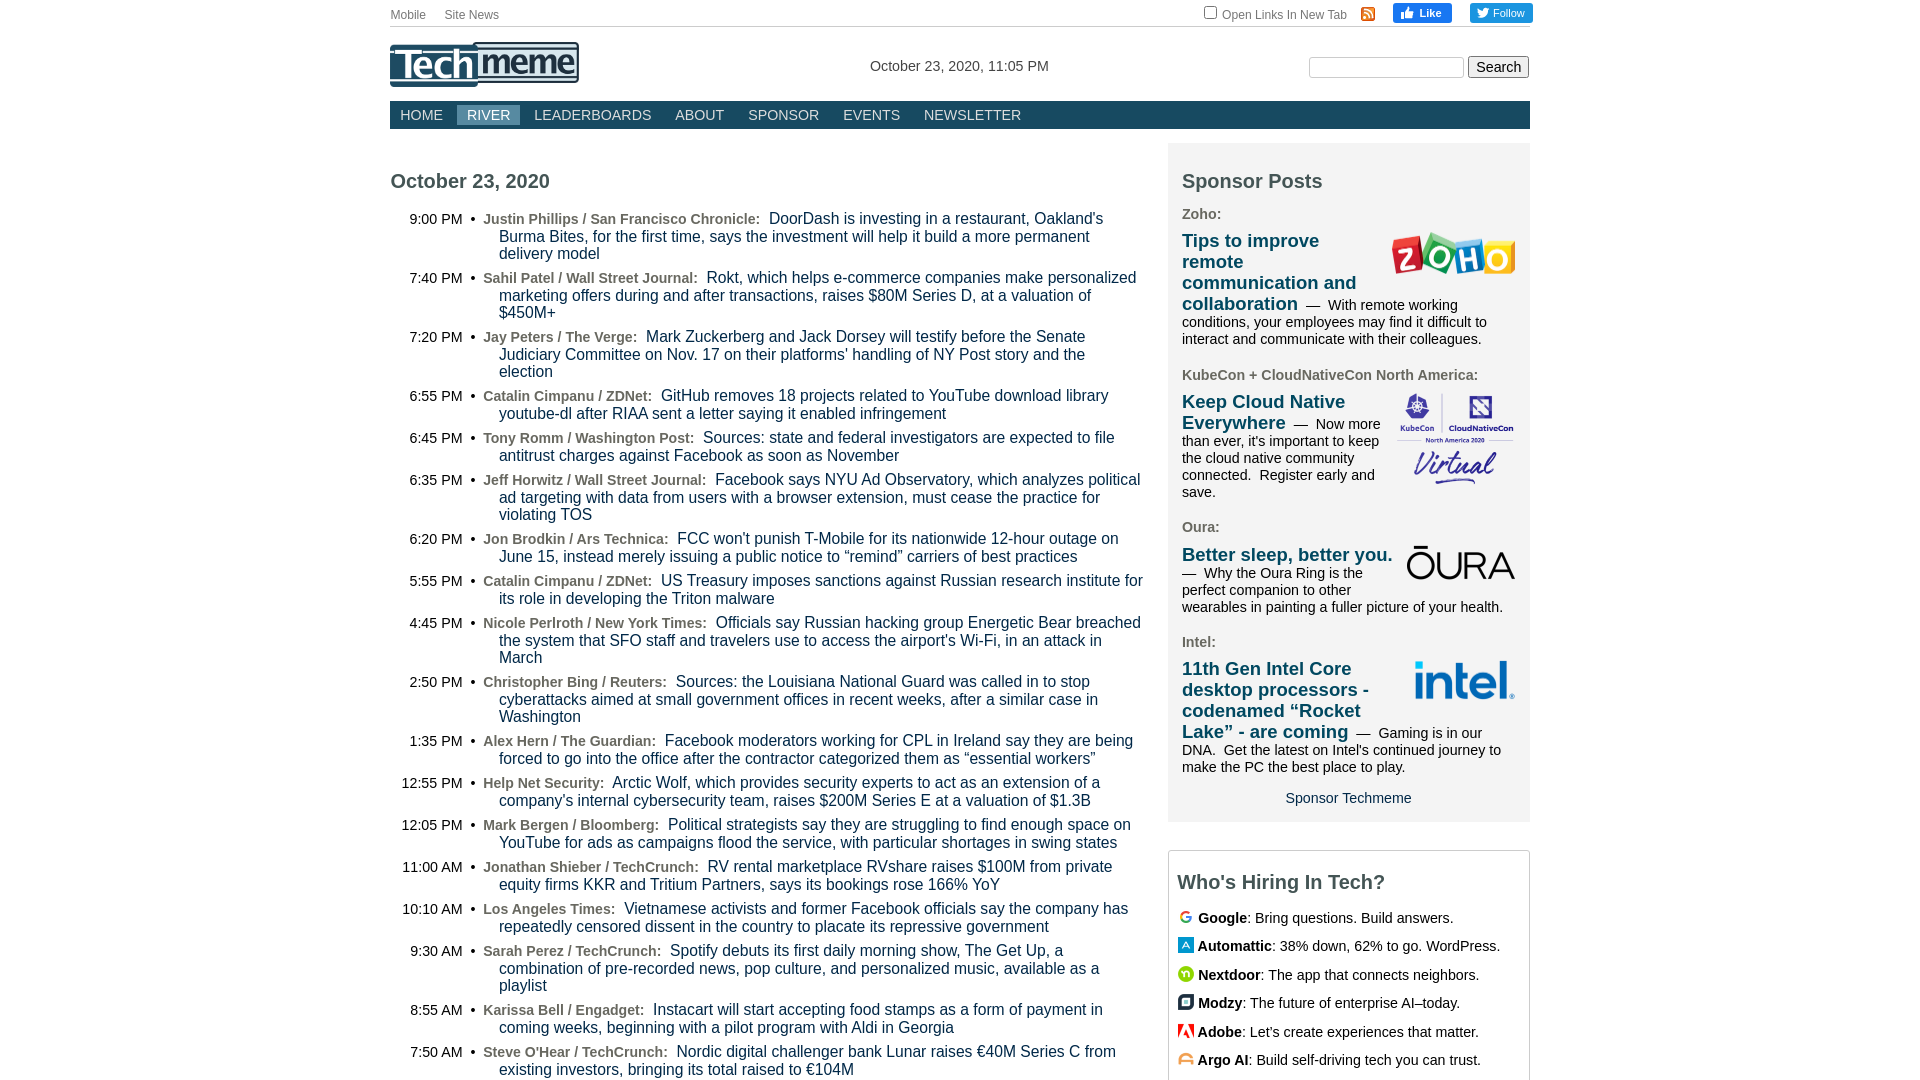 Mobile Site News Open Links In New Tab Like Follow
Techmeme October 23, 2020, 11:05 PM Search
HOME RIVER LEADERBOARDS ABOUT SPONSOR EVENTS NEWSLETTER
October 23, 2020
9:00 PM • Justin Phillips / San Francisco Chronicle: DoorDash is investing in a restaurant, Oakland's
Burma Bites, for the first time, says the investment will help it build a more permanent
delivery model
7:40 PM • Sahil Patel / Wall Street Journal: Rokt, which helps e-commerce companies make personalized
marketing offers during and after transactions, raises $80M Series D, at a valuation of
$450M+
7:20 PM • Jay Peters / The Verge: Mark Zuckerberg and Jack Dorsey will testify before the Senate
Judiciary Committee on Nov. 17 on their platforms' handling of NY Post story and the
election
6:55 PM • Catalin Cimpanu / ZDNet: GitHub removes 18 projects related to YouTube download library
youtube-dl after RIAA sent a letter saying it enabled infringement
6:45 PM • Tony Romm / Washington Post: Sources: state and federal investigators are expected to file
antitrust charges against Facebook as soon as November
6:35 PM • Jeff Horwitz / Wall Street Journal: Facebook says NYU Ad Observatory, which analyzes political
ad targeting with data from users with a browser extension, must cease the practice for
violating TOS
6:20 PM • Jon Brodkin / Ars Technica: FCC won't punish T-Mobile for its nationwide 12-hour outage on
June 15, instead merely issuing a public notice to “remind” carriers of best practices
5:55 PM • Catalin Cimpanu / ZDNet: US Treasury imposes sanctions against Russian research institute for
its role in developing the Triton malware
4:45 PM • Nicole Perlroth / New York Times: Officials say Russian hacking group Energetic Bear breached
the system that SFO staff and travelers use to access the airport's Wi-Fi, in an attack in
March
2:50 PM • Christopher Bing / Reuters: Sources: the Louisiana National Guard was called in to stop
cyberattacks aimed at small government offices in recent weeks, after a similar case in
Washington
1:35 PM • Alex Hern / The Guardian: Facebook moderators working for CPL in Ireland say they are being
forced to go into the office after the contractor categorized them as “essential workers”
12:55 PM • Help Net Security: Arctic Wolf, which provides security experts to act as an extension of a
company's internal cybersecurity team, raises $200M Series E at a valuation of $1.3B
12:05 PM • Mark Bergen / Bloomberg: Political strategists say they are struggling to find enough space on
YouTube for ads as campaigns flood the service, with particular shortages in swing states
11:00 AM • Jonathan Shieber / TechCrunch: RV rental marketplace RVshare raises $100M from private
equity firms KKR and Tritium Partners, says its bookings rose 166% YoY
10:10 AM • Los Angeles Times: Vietnamese activists and former Facebook officials say the company has
repeatedly censored dissent in the country to placate its repressive government
9:30 AM • Sarah Perez / TechCrunch: Spotify debuts its first daily morning show, The Get Up, a
combination of pre-recorded news, pop culture, and personalized music, available as a
playlist
8:55 AM • Karissa Bell / Engadget: Instacart will start accepting food stamps as a form of payment in
coming weeks, beginning with a pilot program with Aldi in Georgia
7:50 AM • Steve O'Hear / TechCrunch: Nordic digital challenger bank Lunar raises €40M Series C from
existing investors, bringing its total raised to €104M
Sponsor Posts
Zoho:
Tips to improve
remote
communication and
collaboration — With remote working
conditions, your employees may find it difficult to
interact and communicate with their colleagues.
ZOHO
KubeCon + CloudNativeCon North America:
Keep Cloud Native
Everywhere — Now more
than ever, it's important to keep
the cloud native community
connected. Register early and
save.
KubeCon CloudNativeCon
North America 2020
Virtual
Oura:
Better sleep, better you.
— Why the Oura Ring is the
perfect companion to other
wearables in painting a fuller picture of your health.
ŌURA
Intel:
11th Gen Intel Core
desktop processors -
codenamed “Rocket
Lake” - are coming — Gaming is in our
DNA. Get the latest on Intel's continued journey to
make the PC the best place to play.
intel®
Sponsor Techmeme
Who's Hiring In Tech?
Google: Bring questions. Build answers.
Automattic: 38% down, 62% to go. WordPress.
Nextdoor: The app that connects neighbors.
Modzy: The future of enterprise AI–today.
Adobe: Let’s create experiences that matter.
Argo AI: Build self-driving tech you can trust.